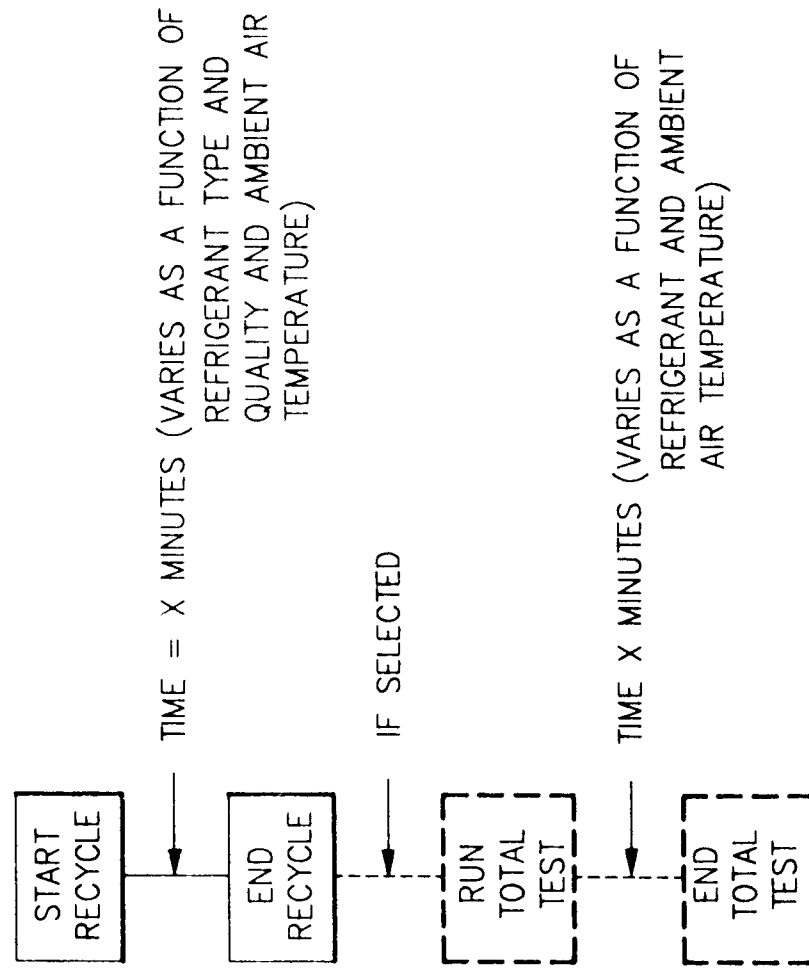 START
RECYCLE
TIME = X MINUTES (VARIES AS A FUNCTION OF
REFRIGERANT TYPE AND
QUALITY AND AMBIENT AIR
TEMPERATURE)
END
RECYCLE
IF SELECTED
RUN
TOTAL
TEST
TIME X MINUTES (VARIES AS A FUNCTION OF
REFRIGERANT AND AMBIENT
AIR TEMPERATURE)
END
TOTAL
TEST